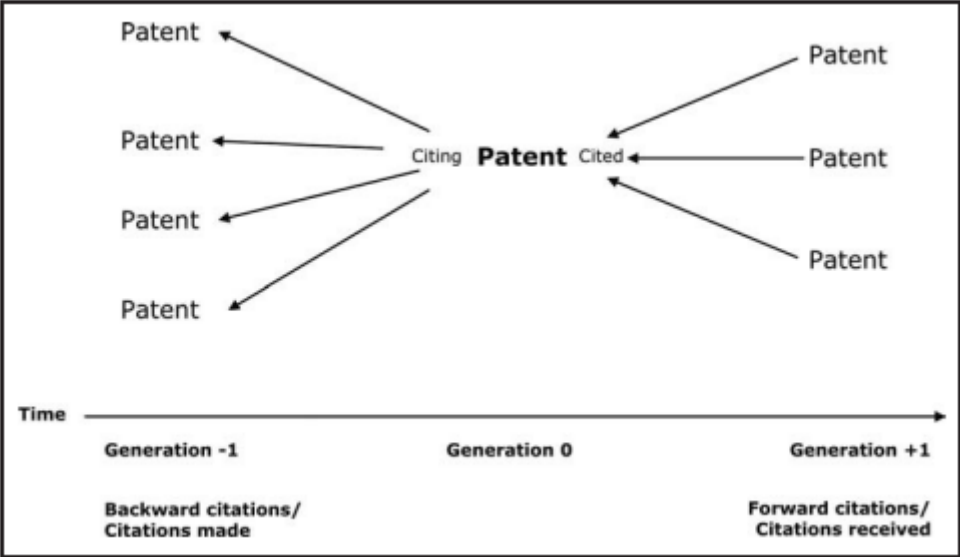 Patent
Patent
Patent
Citing Patent Cited
Patent
Patent
Patent
Patent
Time
Generation -1 Generation 0 Generation +1
Backward citations/ Forward citations/
Citations made Citations received